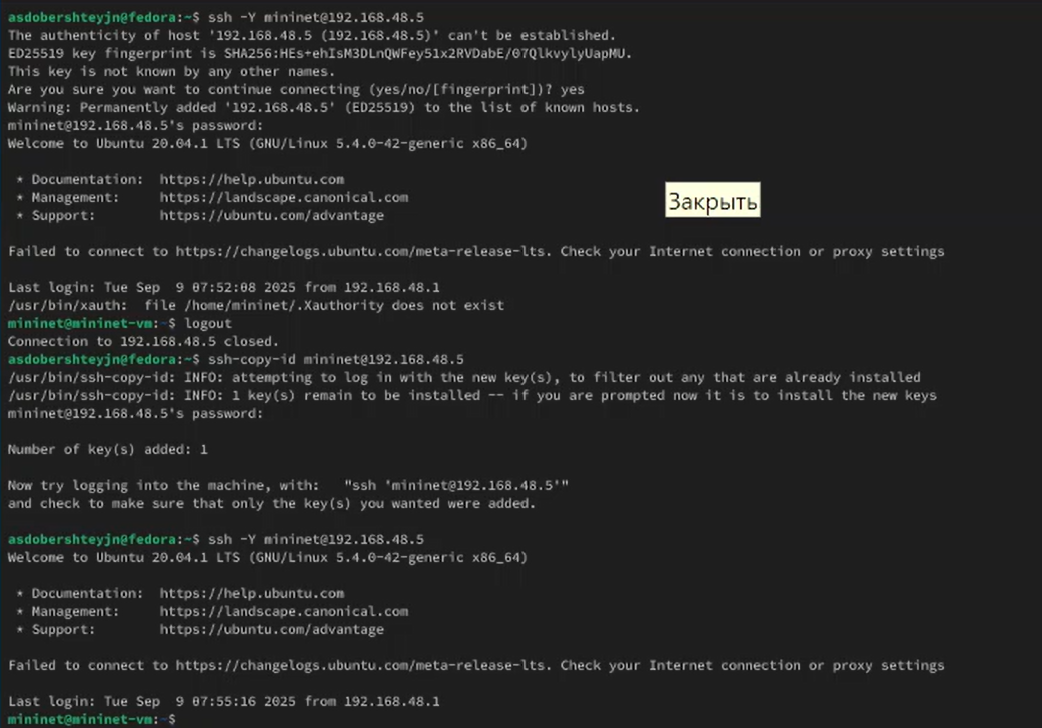 asdobershteyjn@fedora:~$ ssh -Y mininet@192.168.48.5
The authenticity of host '192.168.48.5 (192.168.48.5)' can't be established.
ED25519 key fingerprint is SHA256:HEs+ehIsM3DLnQWFey51x2RVDabE/07QlkvylyUapMU.
This key is not known by any other names.
Are you sure you want to continue connecting (yes/no/[fingerprint])? yes
Warning: Permanently added '192.168.48.5' (ED25519) to the list of known hosts.
mininet@192.168.48.5's password:
Welcome to Ubuntu 20.04.1 LTS (GNU/Linux 5.4.0-42-generic x86_64)
* Documentation:  https://help.ubuntu.com
* Management:     https://landscape.canonical.com
* Support:        https://ubuntu.com/advantage
Закрыть
Failed to connect to https://changelogs.ubuntu.com/meta-release-lts. Check your Internet connection or proxy settings
Last login: Tue Sep  9 07:52:08 2025 from 192.168.48.1
/usr/bin/xauth:  file /home/mininet/.Xauthority does not exist
mininet@mininet-vm:~$ logout
Connection to 192.168.48.5 closed.
asdobershteyjn@fedora:~$ ssh-copy-id mininet@192.168.48.5
/usr/bin/ssh-copy-id: INFO: attempting to log in with the new key(s), to filter out any that are already installed
/usr/bin/ssh-copy-id: INFO: 1 key(s) remain to be installed -- if you are prompted now it is to install the new keys
mininet@192.168.48.5's password:
Number of key(s) added: 1
Now try logging into the machine, with:   "ssh 'mininet@192.168.48.5'"
and check to make sure that only the key(s) you wanted were added.
asdobershteyjn@fedora:~$ ssh -Y mininet@192.168.48.5
Welcome to Ubuntu 20.04.1 LTS (GNU/Linux 5.4.0-42-generic x86_64)
* Documentation:  https://help.ubuntu.com
* Management:     https://landscape.canonical.com
* Support:        https://ubuntu.com/advantage
Failed to connect to https://changelogs.ubuntu.com/meta-release-lts. Check your Internet connection or proxy settings
Last login: Tue Sep  9 07:55:16 2025 from 192.168.48.1
mininet@mininet-vm:~$